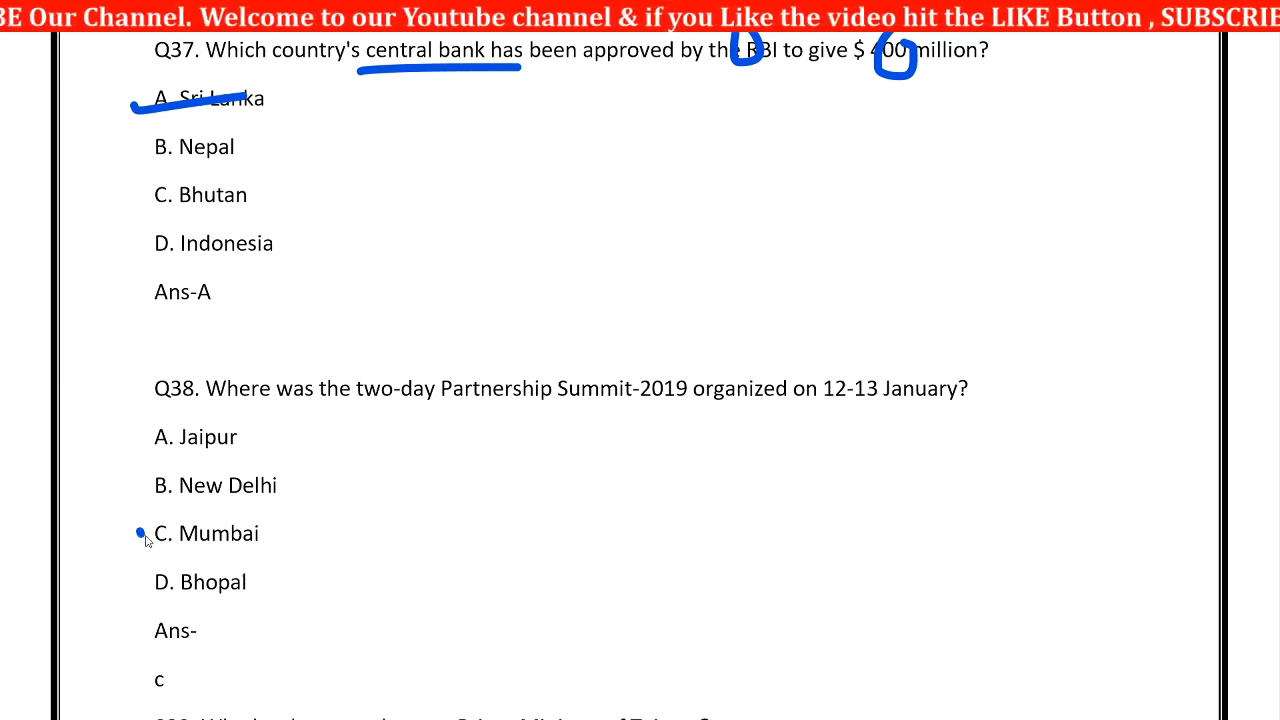 BE Our Channel. Welcome to our Youtube channel & if you Like the video hit the LIKE Button , SUBSCRIBE
Q37. Which country's central bank has been approved by the RBI to give $ 400 million?
A. Sri Lanka
B. Nepal
C. Bhutan
D. Indonesia
Ans-A
Q38. Where was the two-day Partnership Summit-2019 organized on 12-13 January?
A. Jaipur
B. New Delhi
C. Mumbai
D. Bhopal
Ans-
c